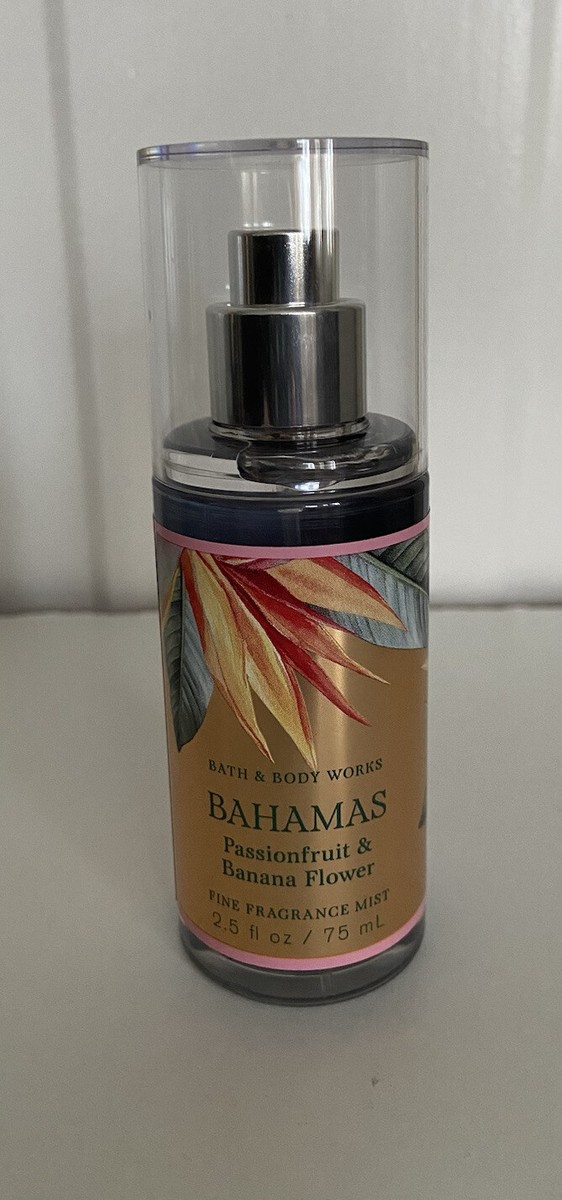 BATH & BODY WORKS
BAHAMAS
Passionfruit &
Banana Flower
FINE FRAGRANCE MIST
2.5 fl oz / 75 mL